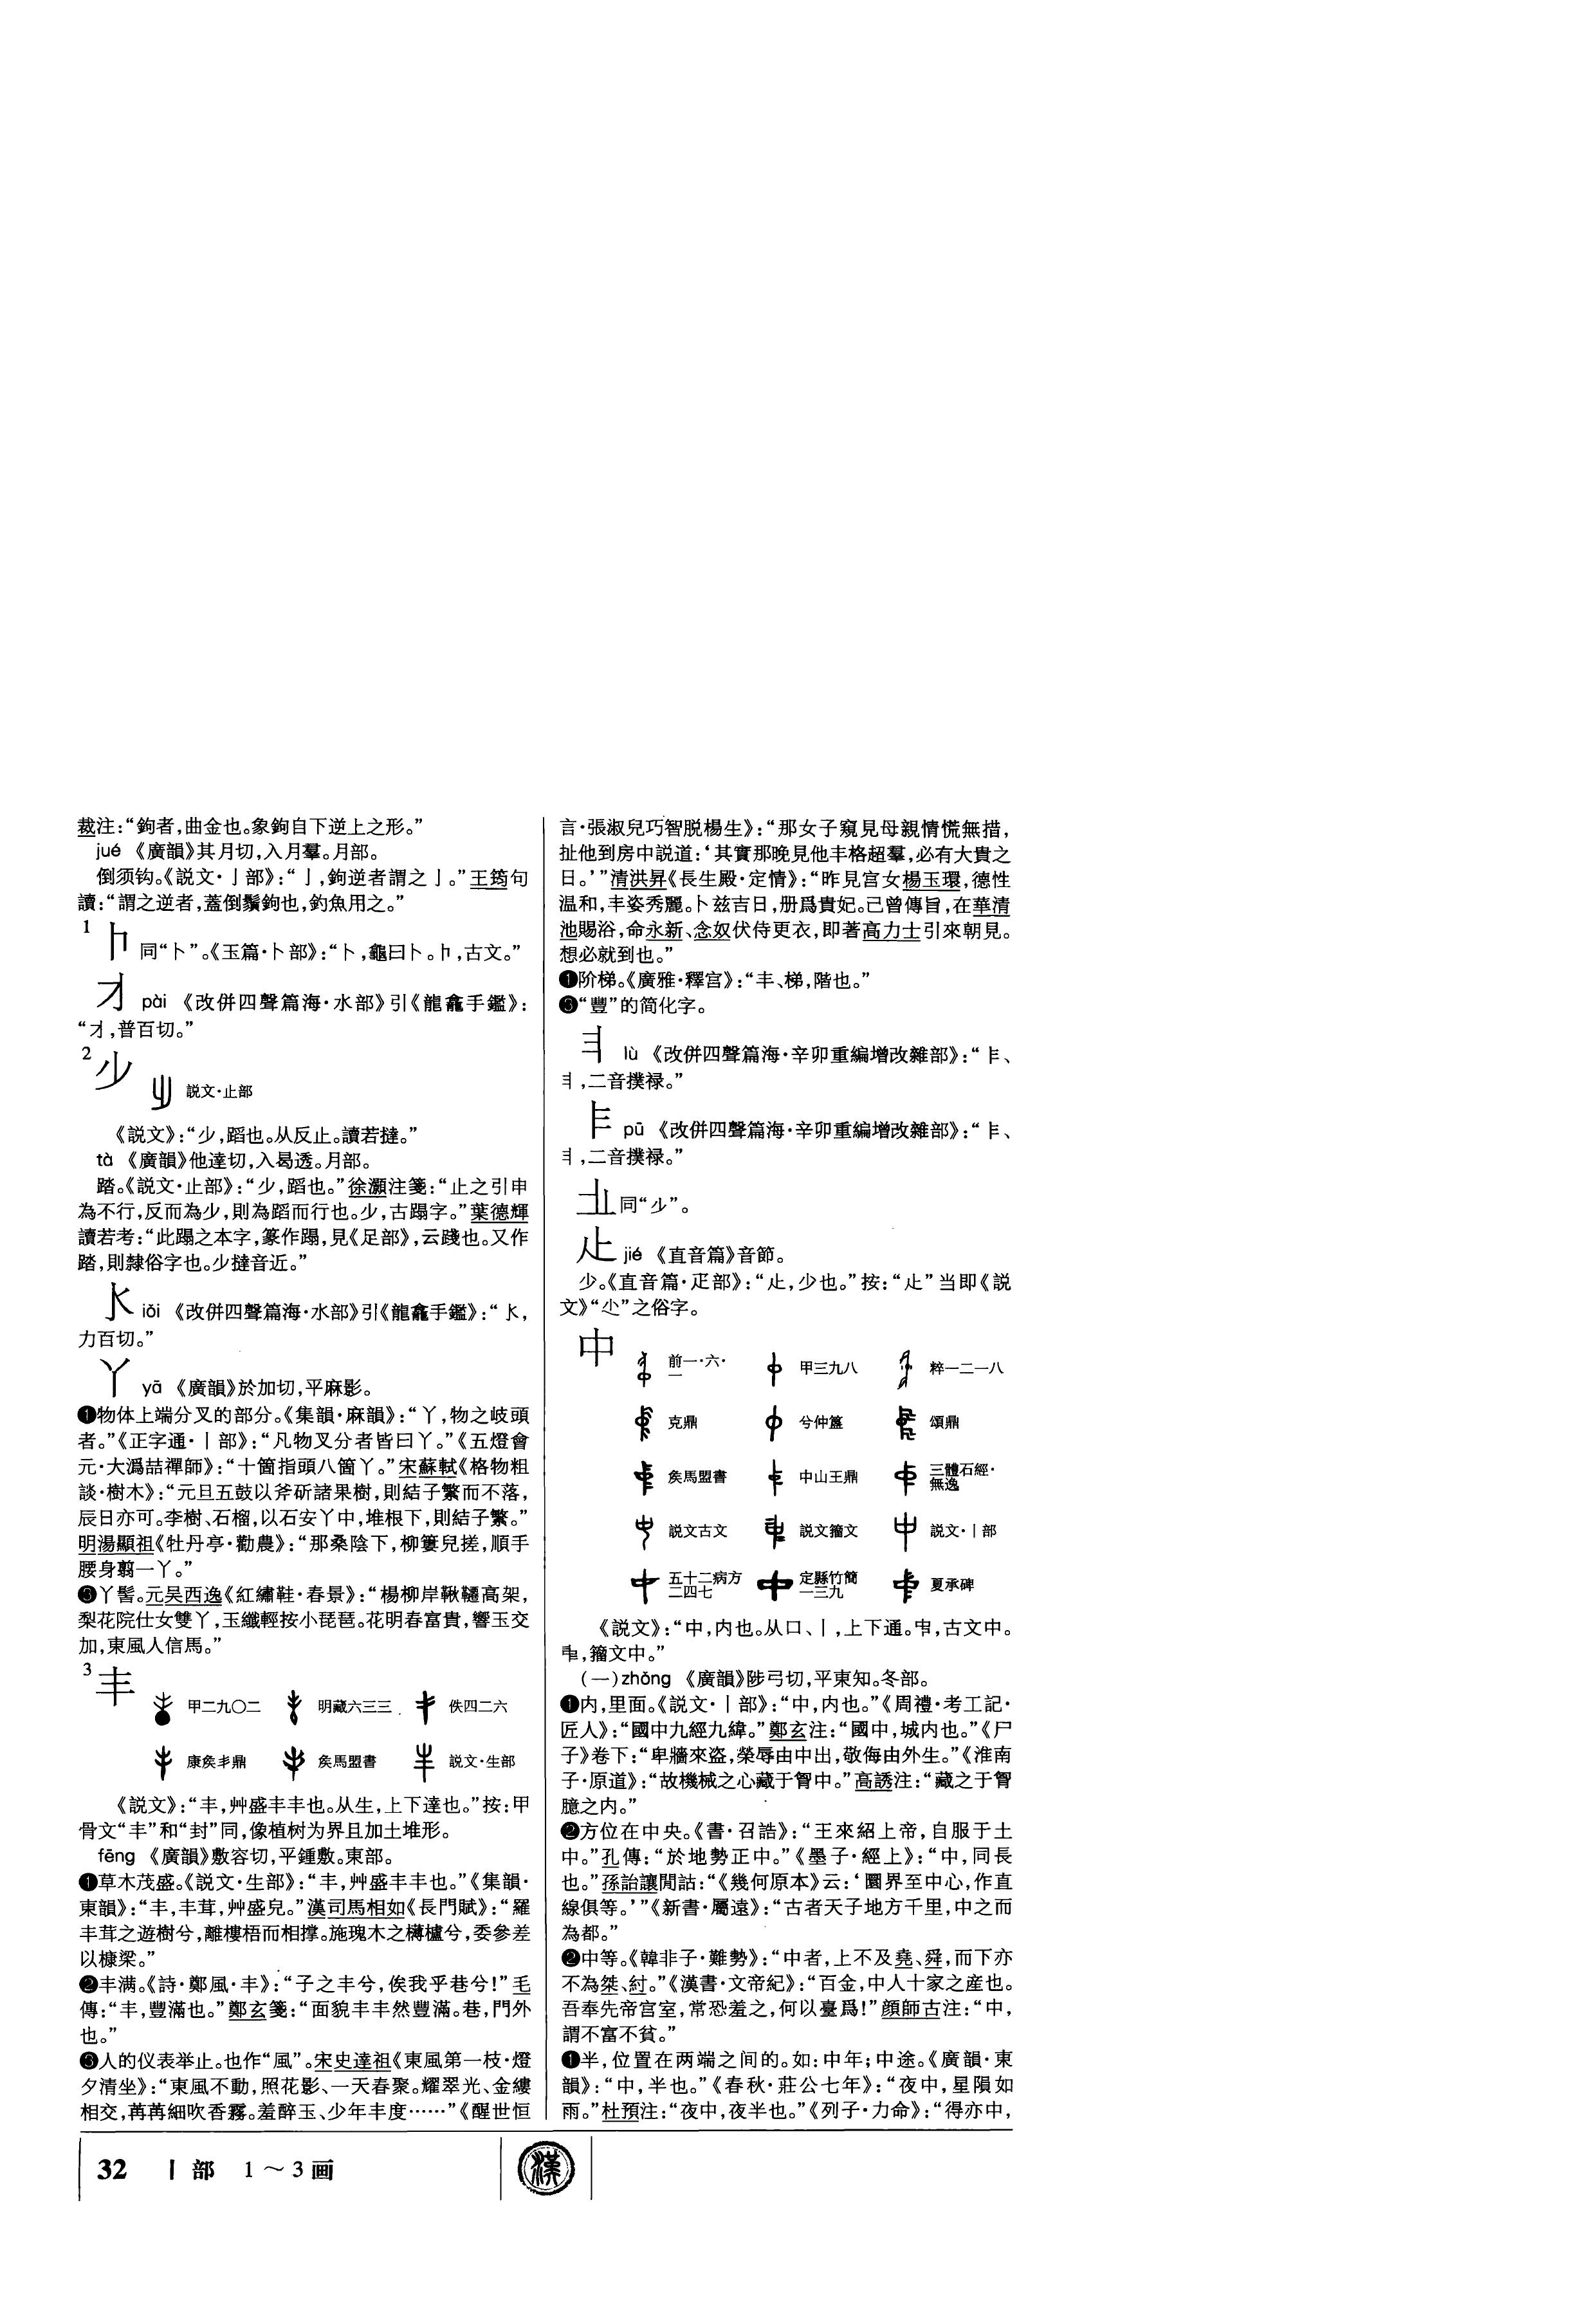 裁注：“鉤者，曲金也。象鉤自下逆上之形。”
jué 《廣韻》其月切，入月羣。月部。
倒须钩。《説文·亅部》：“亅，鉤逆者謂之亅。”王筠句
讀：“謂之逆者，蓋倒鬚鉤也，釣魚用之。”
1
同“卜”。《玉篇·卜部》：“卜，龜曰卜。卜，古文。”
pài 《改併四聲篇海·水部》引《龍龕手鑑》：
“，普百切。”
2
説文·止部
《説文》：“少，蹈也。从反止。讀若撻。”
tà 《廣韻》他達切，入曷透。月部。
踏。《説文·止部》：“少，蹈也。”徐灝注箋：“止之引申
為不行，反而為少，則為蹈而行也。少，古蹋字。”葉德輝
讀若考：“此蹋之本字，篆作蹋，見《足部》，云踐也。又作
踏，則隸俗字也。少撻音近。”
iǒi 《改併四聲篇海·水部》引《龍龕手鑑》：“，
力百切。”
丫 yā 《廣韻》於加切，平麻影。
❶物体上端分叉的部分。《集韻·麻韻》：“丫，物之歧頭
者。”《正字通·丨部》：“凡物叉分者皆曰丫。”《五燈會
元·大潙喆禪師》：“十箇指頭八箇丫。”宋蘇軾《格物粗
談·樹木》：“元旦五鼓以斧斫諸果樹，則結子繁而不落，
辰日亦可。李樹、石榴，以石安丫中，堆根下，則結子繁。”
明湯顯祖《牡丹亭·勸農》：“那桑陰下，柳簍兒搓，順手
腰身翦一丫。”
❸丫髻。元吴西逸《紅繡鞋·春景》：“楊柳岸鞦韆高架，
梨花院仕女雙丫，玉纖輕按小琵琶。花明春富貴，響玉交
加，東風人信馬。”
3 丰
甲二九〇二 明藏六三三 佚四二六
康矦丰鼎 矦馬盟書 説文·生部
《説文》：“丰，艸盛丰丰也。从生，上下達也。”按：甲
骨文“丰”和“封”同，像植树为界且加土堆形。
fēng 《廣韻》敷容切，平鍾敷。東部。
❶草木茂盛。《説文·生部》：“丰，艸盛丰丰也。”《集韻·
東韻》：“丰，丰茸，艸盛皃。”漢司馬相如《長門賦》：“羅
丰茸之遊樹兮，離樓梧而相撐。施瑰木之欂櫨兮，委參差
以槺梁。”
❷丰满。《詩·鄭風·丰》：“子之丰兮，俟我乎巷兮！”毛
傳：“丰，豐滿也。”鄭玄箋：“面貌丰丰然豐滿。巷，門外
也。”
❸人的仪表举止。也作“風”。宋史達祖《東風第一枝·燈
夕清坐》：“東風不動，照花影、一天春聚。耀翠光、金縷
相交，苒苒細吹香霧。羞醉玉、少年丰度……”《醒世恒
言·張淑兒巧智脱楊生》：“那女子窺見母親情慌無措，
扯他到房中説道：‘其實那晚見他丰格超羣，必有大貴之
日。’”清洪昇《長生殿·定情》：“昨見宫女楊玉環，德性
温和，丰姿秀麗。卜兹吉日，册爲貴妃。已曾傳旨，在華清
池賜浴，命永新、念奴伏侍更衣，即著高力士引來朝見。
想必就到也。”
❶阶梯。《廣雅·釋宫》：“丰、梯，階也。”
❸“豐”的简化字。
lù 《改併四聲篇海·辛卯重編增改雜部》：“、
，二音撲禄。”
pū 《改併四聲篇海·辛卯重編增改雜部》：“、
，二音撲禄。”
同“少”。
jié 《直音篇》音節。
少。《直音篇·疋部》：“，少也。”按：“”当即《説
文》“尐”之俗字。
中
前一·六·一 甲三九八 粹一二一八
克鼎 兮仲簋 頌鼎
矦馬盟書 中山王鼎 三體石經·無逸
説文古文 説文籀文 説文·丨部
五十二病方二四七 定縣竹簡一三九 夏承碑
《説文》：“中，内也。从口、丨，上下通。，古文中。
，籀文中。”
（一）zhōng 《廣韻》陟弓切，平東知。冬部。
❶内，里面。《説文·丨部》：“中，内也。”《周禮·考工記·
匠人》：“國中九經九緯。”鄭玄注：“國中，城内也。”《尸
子》卷下：“卑牆來盗，榮辱由中出，敬侮由外生。”《淮南
子·原道》：“故機械之心藏于胷中。”高誘注：“藏之于胷
臆之内。”
❷方位在中央。《書·召誥》：“王來紹上帝，自服于土
中。”孔傳：“於地勢正中。”《墨子·經上》：“中，同長
也。”孫詒讓閒詁：“《幾何原本》云：‘圜界至中心，作直
線俱等。’”《新書·屬遠》：“古者天子地方千里，中之而
為都。”
❷中等。《韓非子·難勢》：“中者，上不及堯、舜，而下亦
不為桀、紂。”《漢書·文帝紀》：“百金，中人十家之産也。
吾奉先帝宫室，常恐羞之，何以臺爲！”顔師古注：“中，
謂不富不貧。”
❶半，位置在两端之间的。如：中年；中途。《廣韻·東
韻》：“中，半也。”《春秋·莊公七年》：“夜中，星隕如
雨。”杜預注：“夜中，夜半也。”《列子·力命》：“得亦中，
32 丨部 1～3画
漢